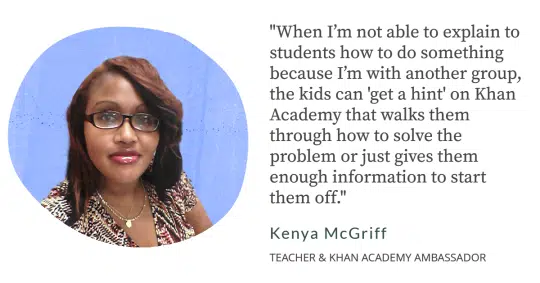 "When I’m not able to explain to
students how to do something
because I’m with another group,
the kids can 'get a hint' on Khan
Academy that walks them
through how to solve the
problem or just gives them
enough information to start
them off."
Kenya McGriff
TEACHER & KHAN ACADEMY AMBASSADOR